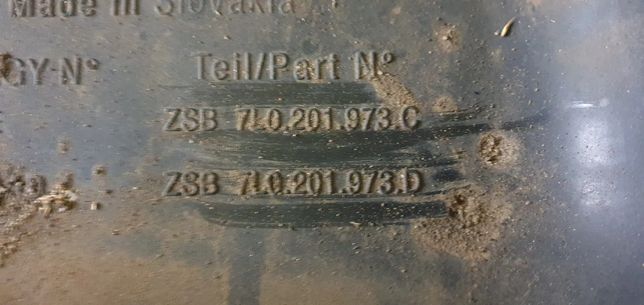 Made in Slovakia
GY-N° Teil/Part N°
ZSB 7L0.201.973.C
ZSB 7L0.201.973.D